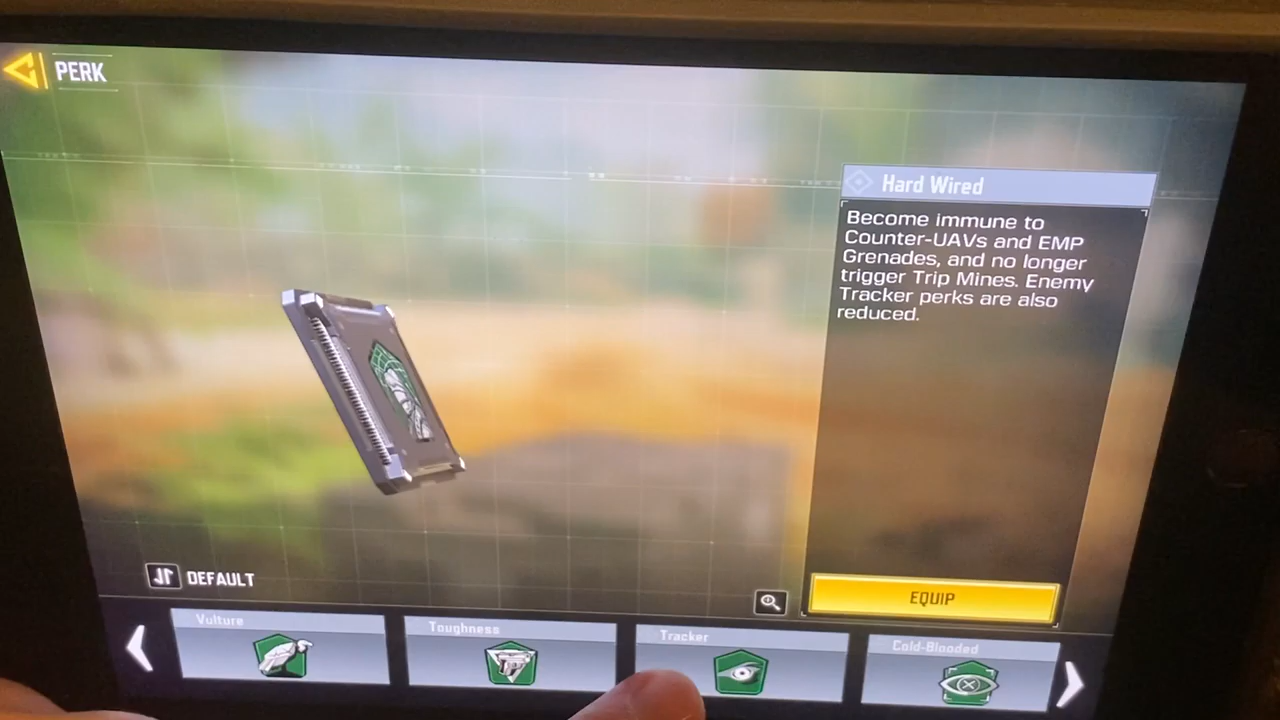 PERK
Hard Wired
Become immune to
Counter-UAVs and EMP
Grenades, and no longer
trigger Trip Mines. Enemy
Tracker perks are also
reduced.
DEFAULT
EQUIP
Vulture
Toughness
Tracker
Cold-Blooded